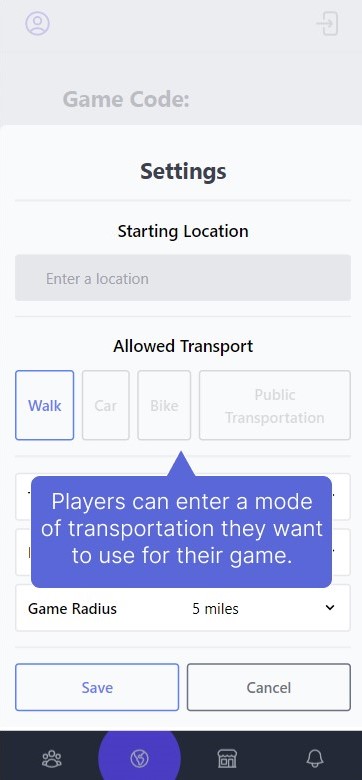 Game Code:
Settings
Starting Location
Enter a location
Allowed Transport
Walk
Car
Bike
Public
Transportation
Players can enter a mode
of transportation they want
to use for their game.
Game Radius
5 miles
Save
Cancel